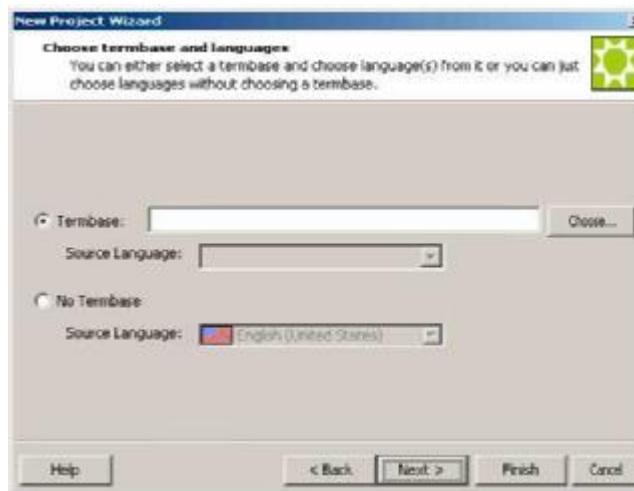 New Project Wizard
Choose termbase and languages
You can either select a termbase and choose language(s) from it or you can just
choose languages without choosing a termbase.
Termbase:
Choose...
Source Language:
No Termbase
Source Language:
English (United States)
Help
< Back
Next >
Finish
Cancel